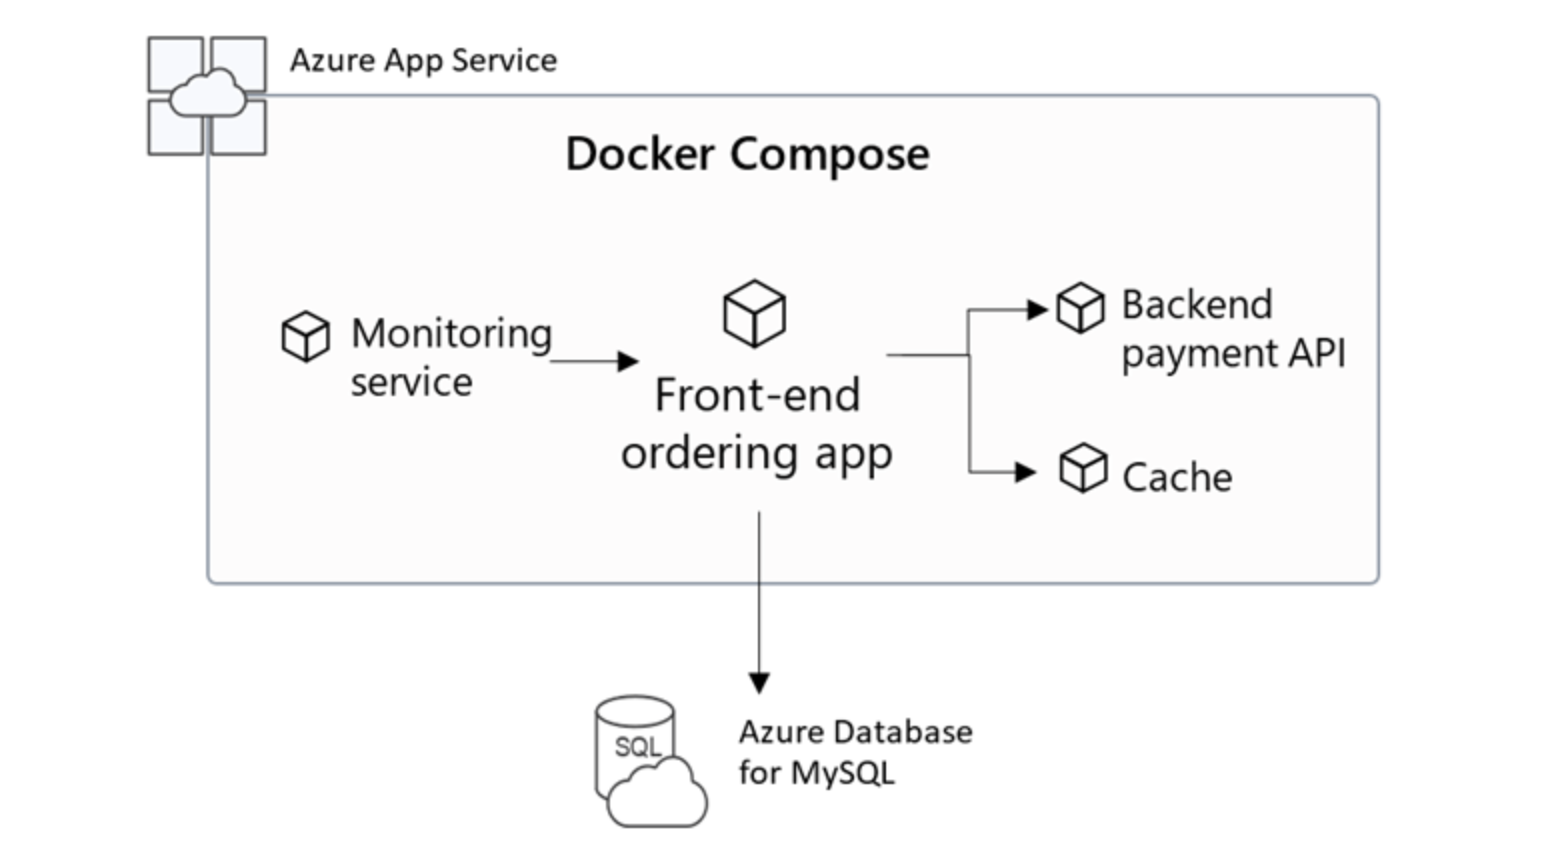 Azure App Service
Docker Compose
Monitoring
service
Front-end
ordering app
Backend
payment API
Cache
SQL
Azure Database
for MySQL